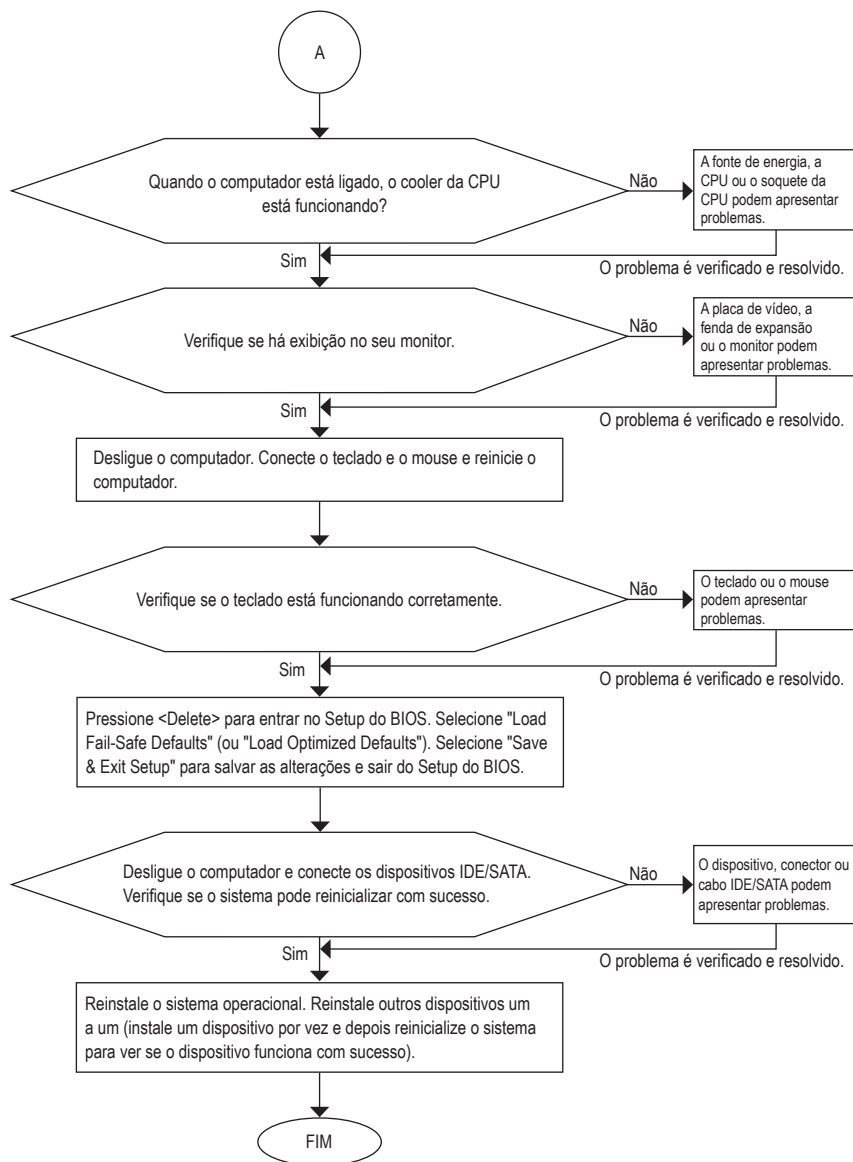 A
Quando o computador está ligado, o cooler da CPU
está funcionando?
Não
A fonte de energia, a
CPU ou o soquete da
CPU podem apresentar
problemas.
Sim
O problema é verificado e resolvido.
Verifique se há exibição no seu monitor.
Não
A placa de vídeo, a
fenda de expansão
ou o monitor podem
apresentar problemas.
Sim
O problema é verificado e resolvido.
Desligue o computador. Conecte o teclado e o mouse e reinicie o
computador.
Verifique se o teclado está funcionando corretamente.
Não
O teclado ou o mouse
podem apresentar
problemas.
Sim
O problema é verificado e resolvido.
Pressione <Delete> para entrar no Setup do BIOS. Selecione "Load
Fail-Safe Defaults" (ou "Load Optimized Defaults"). Selecione "Save
& Exit Setup" para salvar as alterações e sair do Setup do BIOS.
Desligue o computador e conecte os dispositivos IDE/SATA.
Verifique se o sistema pode reinicializar com sucesso.
Não
O dispositivo, conector ou
cabo IDE/SATA podem
apresentar problemas.
Sim
O problema é verificado e resolvido.
Reinstale o sistema operacional. Reinstale outros dispositivos um
a um (instale um dispositivo por vez e depois reinicialize o sistema
para ver se o dispositivo funciona com sucesso).
FIM